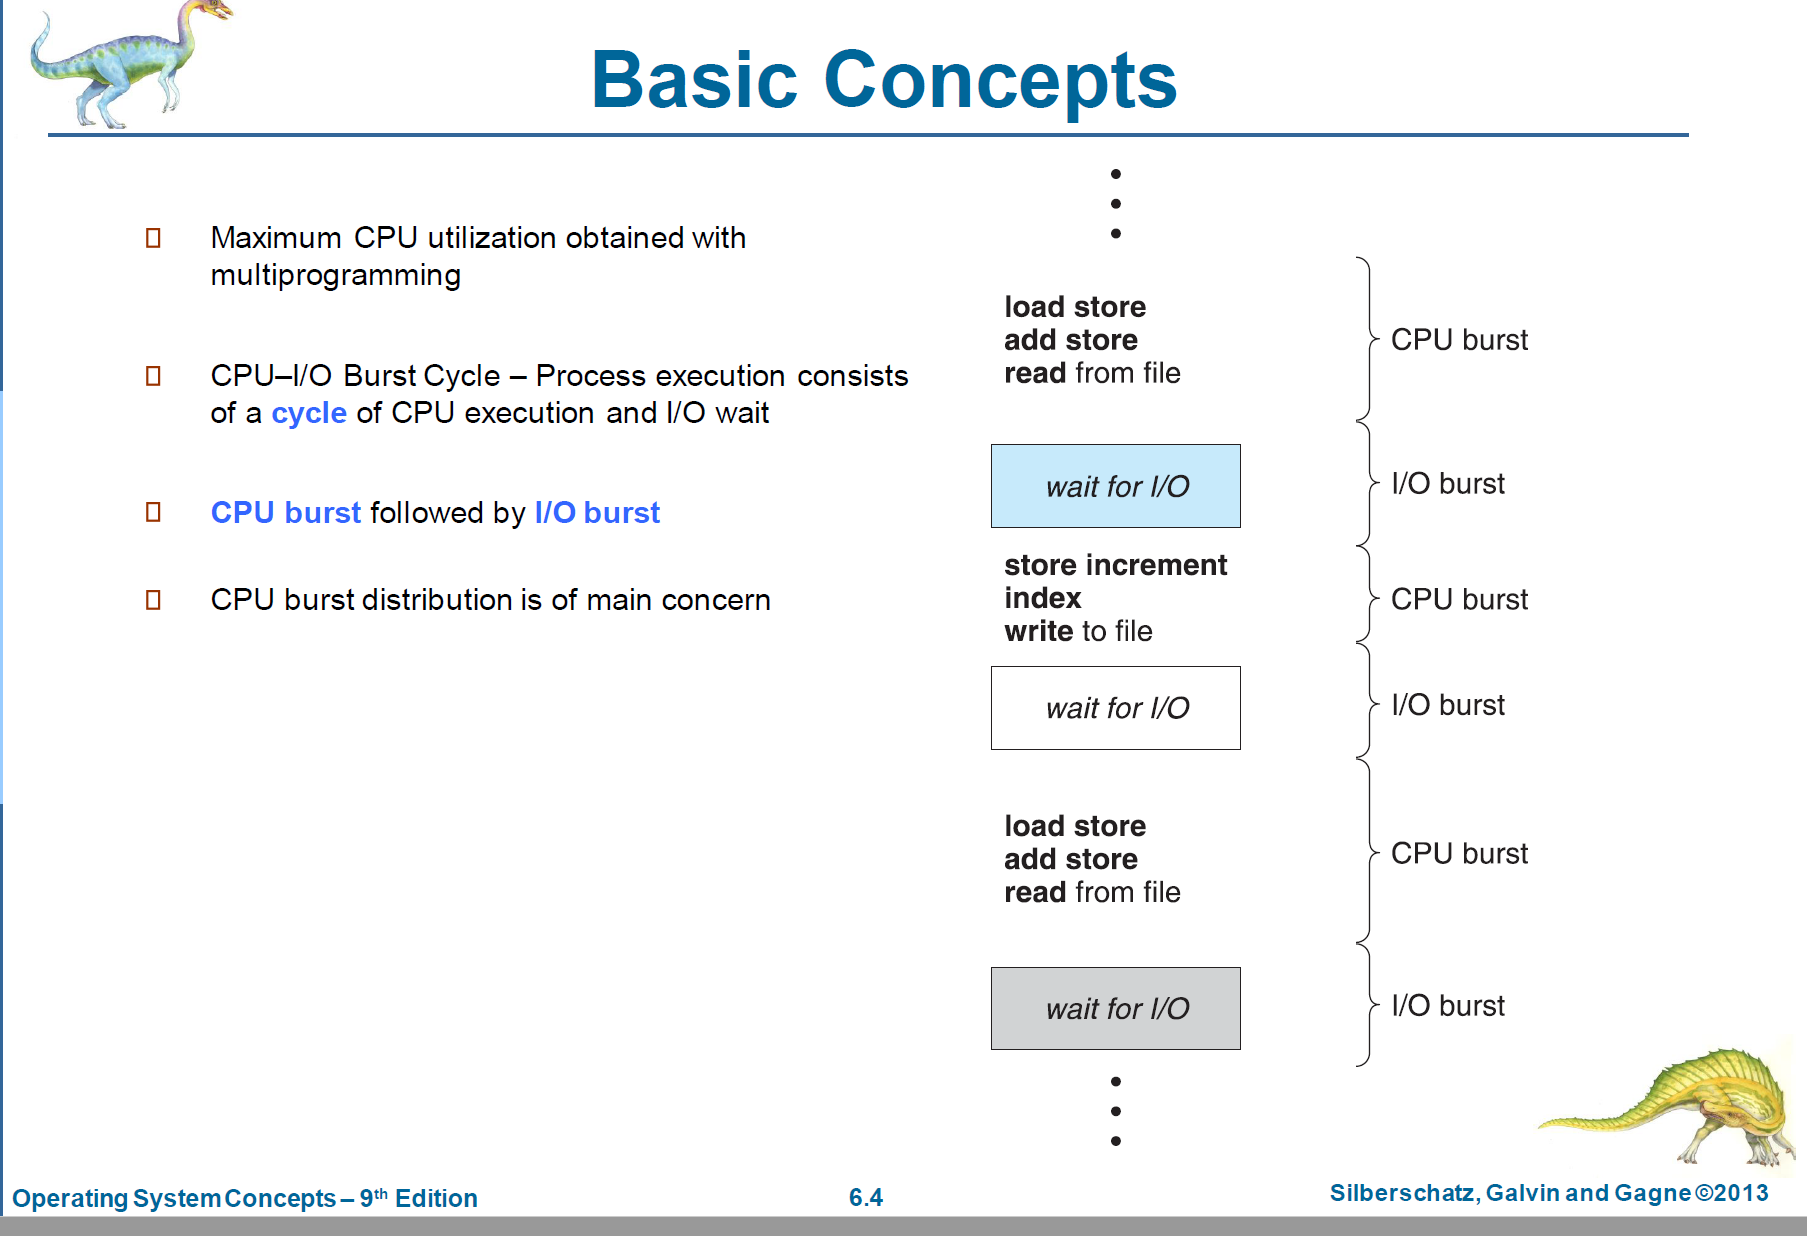 Basic Concepts
Maximum CPU utilization obtained with
multiprogramming
CPU–I/O Burst Cycle – Process execution consists
of a cycle of CPU execution and I/O wait
CPU burst followed by I/O burst
CPU burst distribution is of main concern
load store
add store
read from file
CPU burst
wait for I/O
I/O burst
store increment
index
write to file
CPU burst
wait for I/O
I/O burst
load store
add store
read from file
CPU burst
wait for I/O
I/O burst
Operating System Concepts – 9th Edition
6.4
Silberschatz, Galvin and Gagne ©2013